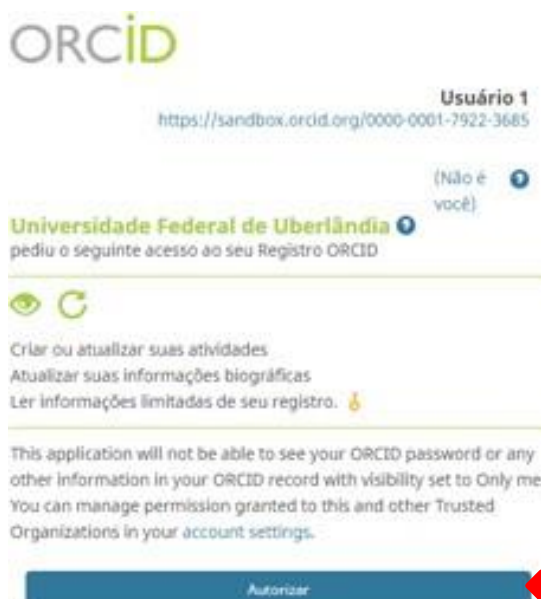 ORCID
Usuário 1
https://sandbox.orcid.org/0000-0001-7922-3685
(Não é
você)
Universidade Federal de Uberlândia
pediu o seguinte acesso ao seu Registro ORCID
Criar ou atualizar suas atividades
Atualizar suas informações biográficas
Ler informações limitadas de seu registro.
This application will not be able to see your ORCID password or any
other information in your ORCID record with visibility set to Only me
You can manage permission granted to this and other Trusted
Organizations in your account settings.
Autorizar